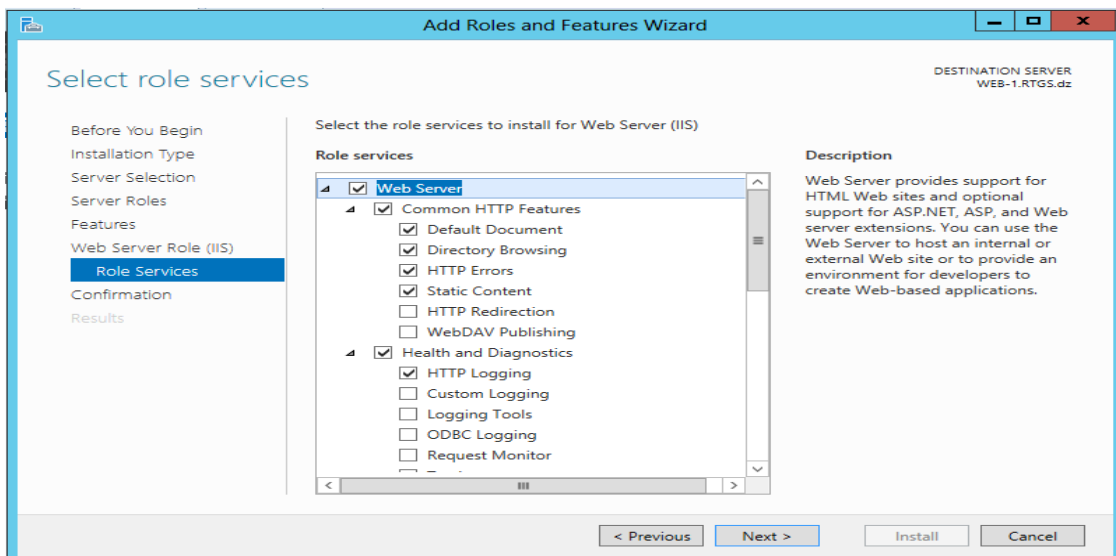 Add Roles and Features Wizard
Select role services
DESTINATION SERVER
WEB-1.RTGS.dz
Before You Begin
Installation Type
Server Selection
Server Roles
Features
Web Server Role (IIS)
Role Services
Confirmation
Results
Select the role services to install for Web Server (IIS)
Role services
Web Server
Common HTTP Features
Default Document
Directory Browsing
HTTP Errors
Static Content
HTTP Redirection
WebDAV Publishing
Health and Diagnostics
HTTP Logging
Custom Logging
Logging Tools
ODBC Logging
Request Monitor
Description
Web Server provides support for
HTML Web sites and optional
support for ASP.NET, ASP, and Web
server extensions. You can use the
Web Server to host an internal or
external Web site or to provide an
environment for developers to
create Web-based applications.
< Previous
Next >
Install
Cancel